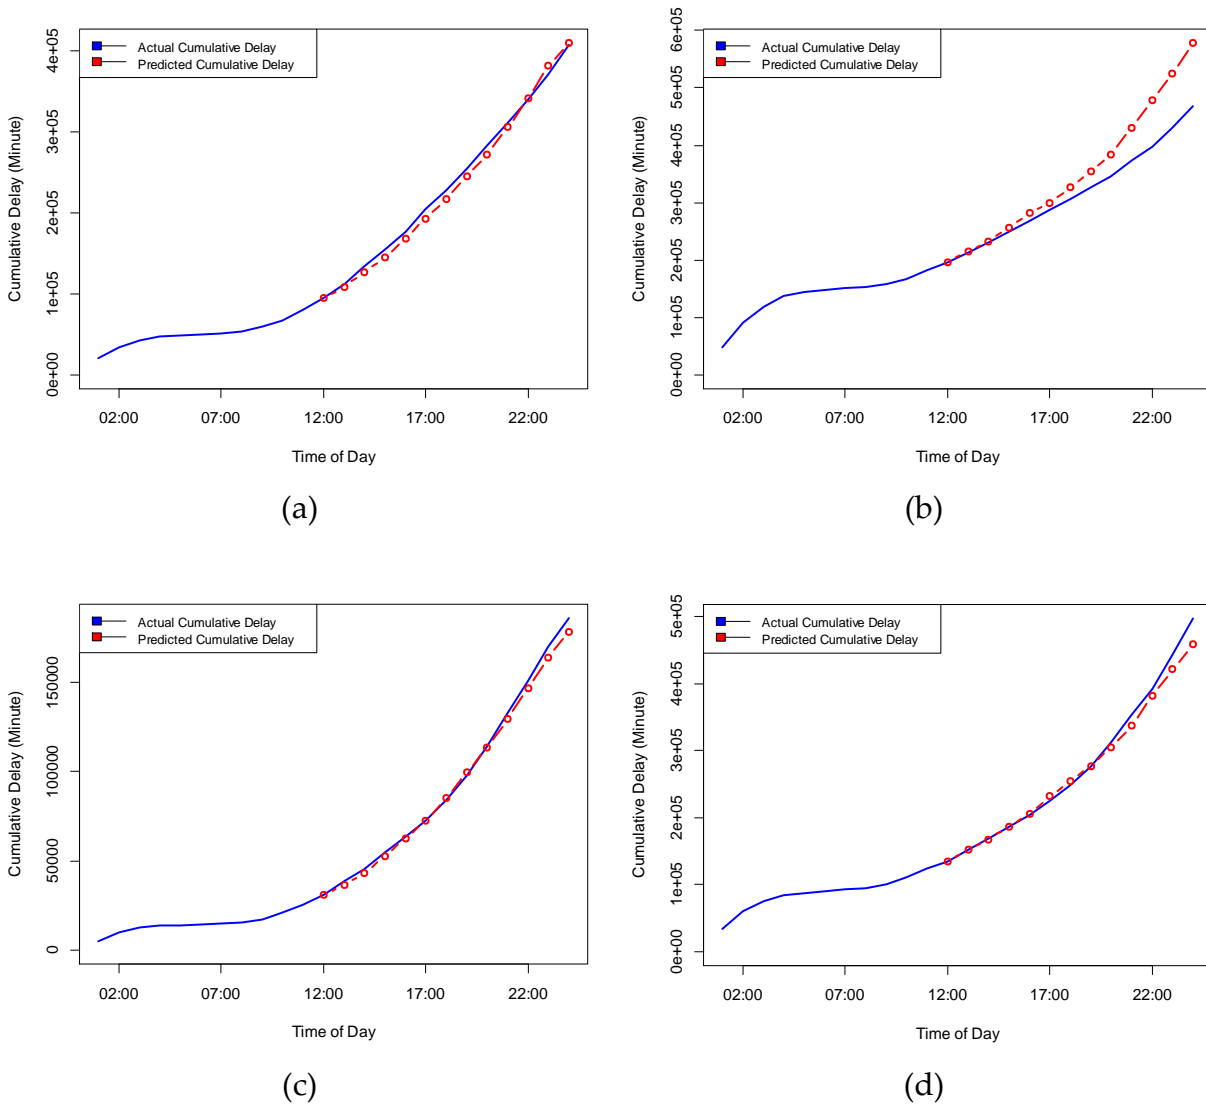 Actual Cumulative Delay
Predicted Cumulative Delay
Cumulative Delay (Minute)
4e+05
3e+05
2e+05
1e+05
0e+00
02:00 07:00 12:00 17:00 22:00
Time of Day
(a)
Actual Cumulative Delay
Predicted Cumulative Delay
Cumulative Delay (Minute)
6e+05
5e+05
4e+05
3e+05
2e+05
1e+05
0e+00
02:00 07:00 12:00 17:00 22:00
Time of Day
(b)
Actual Cumulative Delay
Predicted Cumulative Delay
Cumulative Delay (Minute)
150000
100000
50000
0
02:00 07:00 12:00 17:00 22:00
Time of Day
(c)
Actual Cumulative Delay
Predicted Cumulative Delay
Cumulative Delay (Minute)
5e+05
4e+05
3e+05
2e+05
1e+05
0e+00
02:00 07:00 12:00 17:00 22:00
Time of Day
(d)